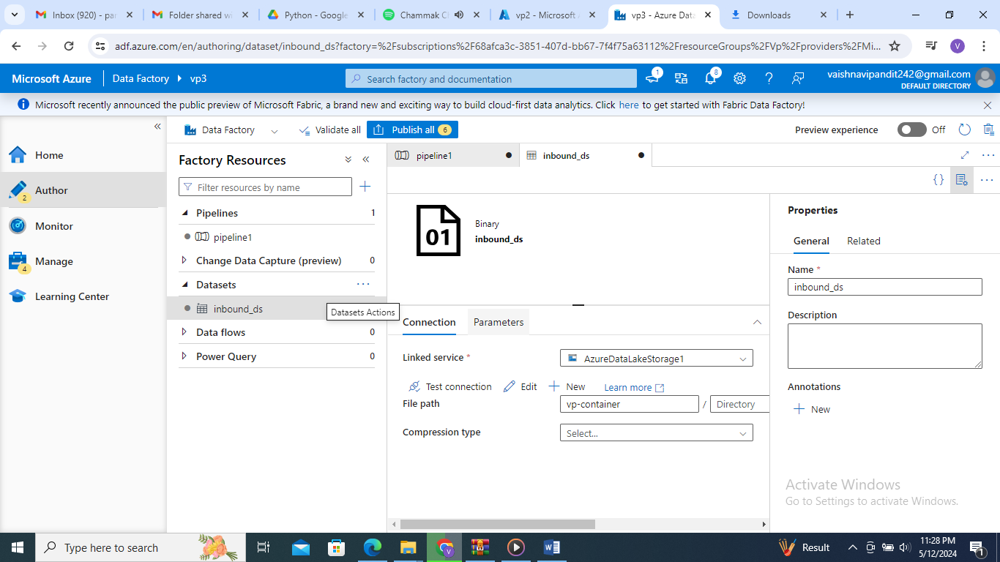 Inbox (920) - pa
Folder shared wi
Python - Google
Chammak C
vp2 - Microsoft
vp3 - Azure Data
Downloads
adf.azure.com/en/authoring/dataset/inbound_ds?factory=%2Fsubscriptions%2F68afca3c-3851-407d-bb67-7f4f75a63112%2FresourceGroups%2FVp%2Fproviders%2FMi...
V
Microsoft Azure
Data Factory
vp3
Search factory and documentation
1
8
vaishnavipandit242@gmail.com
DEFAULT DIRECTORY
Microsoft recently announced the public preview of Microsoft Fabric, a brand new and exciting way to build cloud-first data analytics. Click here to get started with Fabric Data Factory!
Home
Author
2
Monitor
Manage
4
Learning Center
Data Factory
Validate all
Publish all 6
Preview experience
Off
Factory Resources
Filter resources by name
Pipelines 1
pipeline1
Change Data Capture (preview) 0
Datasets
inbound_ds
Datasets Actions
Data flows 0
Power Query 0
pipeline1
inbound_ds
01
Binary
inbound_ds
Connection
Parameters
Linked service *
AzureDataLakeStorage1
Test connection
Edit
New
Learn more
File path
vp-container
/
Directory
Compression type
Select...
Properties
General
Related
Name *
inbound_ds
Description
Annotations
New
Activate Windows
Go to Settings to activate Windows.
Type here to search
V
Result
11:28 PM
5/12/2024
1